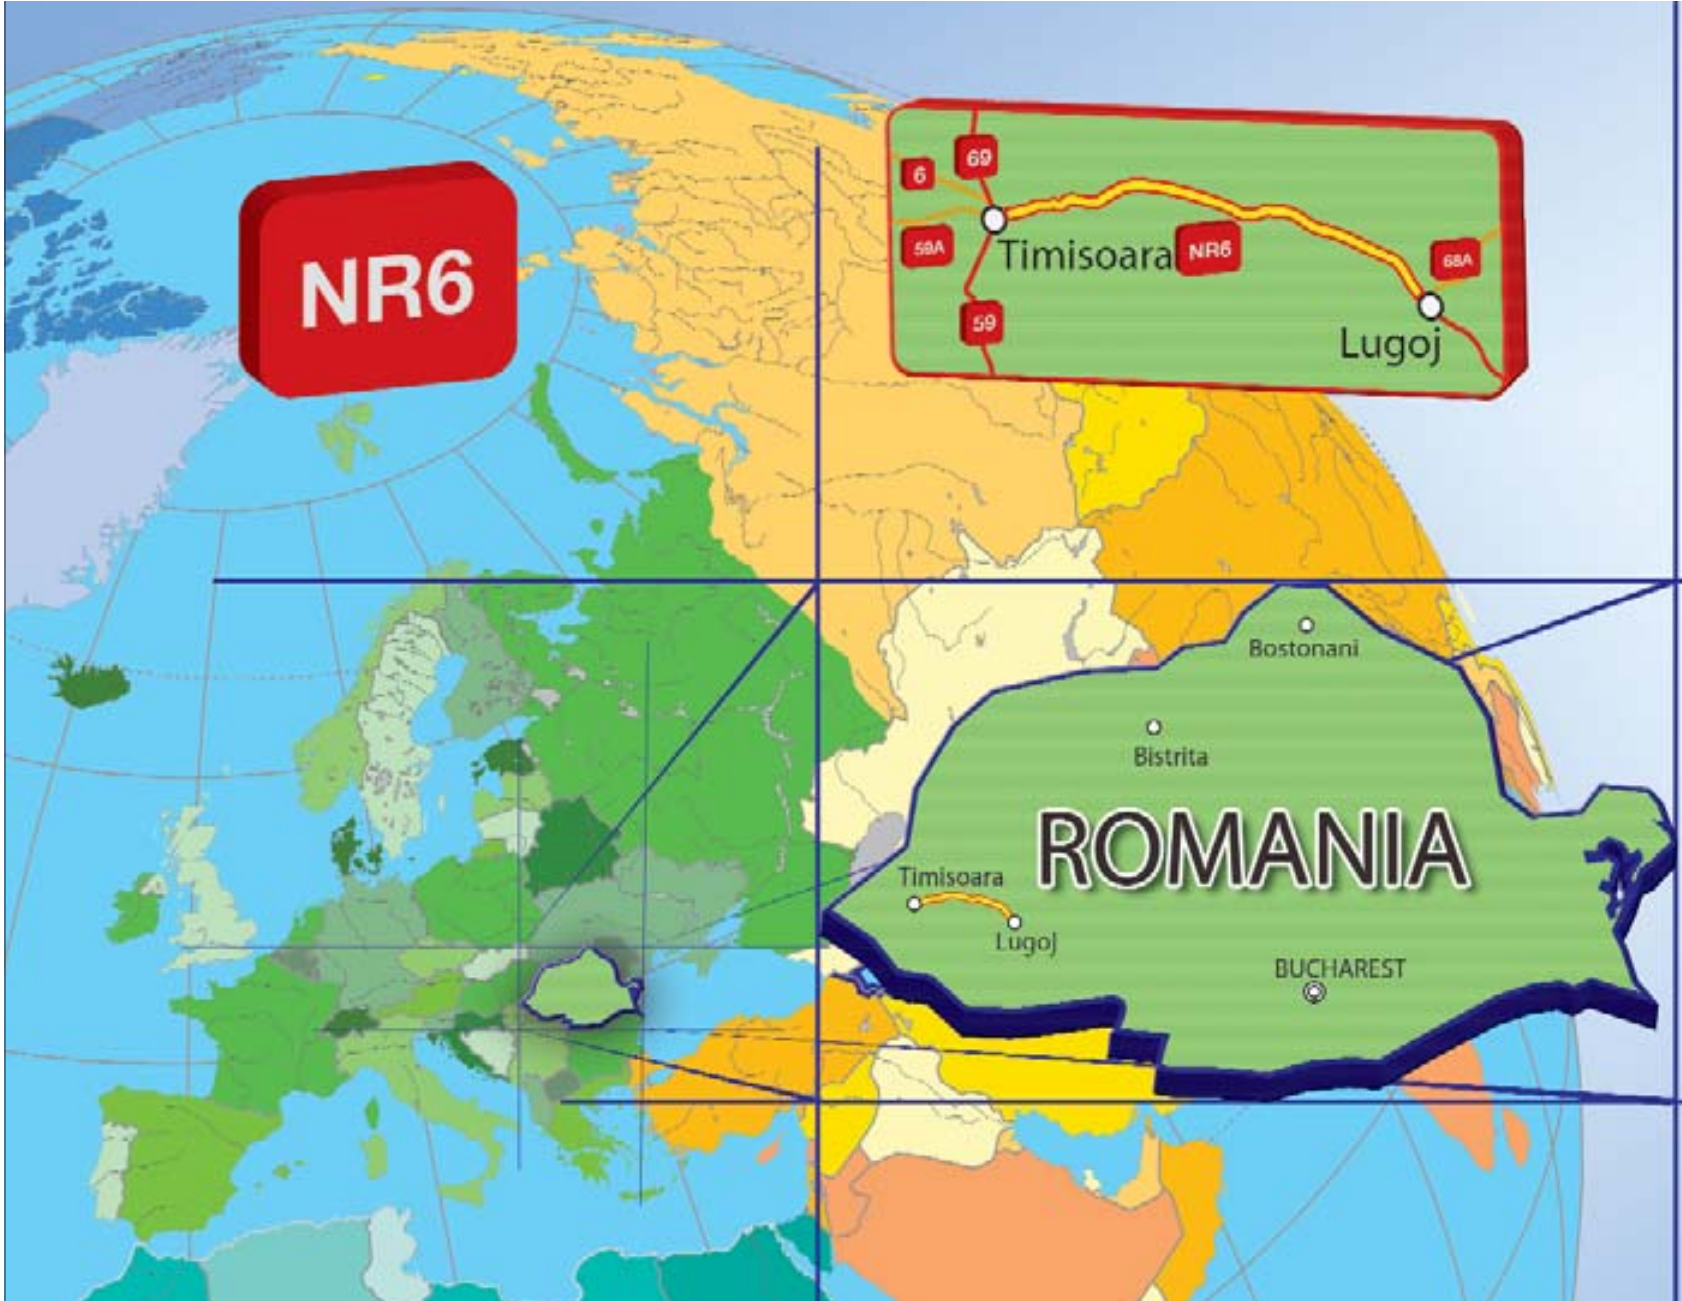 NR6
69
6
59A
Timisoara
NR6
68A
59
Lugoj
Bostonani
Bistrita
ROMANIA
Timisoara
Lugoj
BUCHAREST